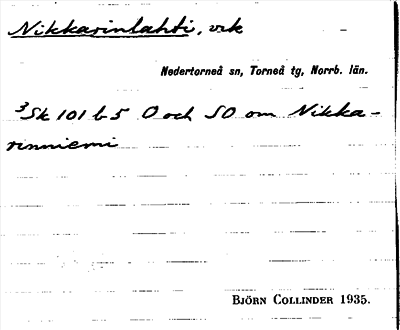 Nikkarinlahti, vik
Nedertorneå sn, Torneå tg, Norrb. län.
3Sk 101 b 5 O och SO om Nikka-
rinniemi
BJÖRN COLLINDER 1935.